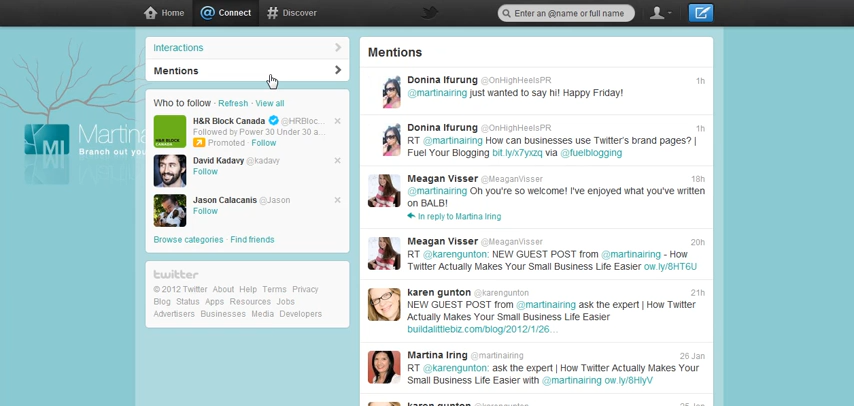 Home
@ Connect
# Discover
Enter an @name or full name
Interactions
Mentions
Who to follow · Refresh · View all
H&R Block Canada @HRBloc...
Followed by Power 30 Under 30 a...
Promoted · Follow
H&R BLOCK
CANADA
David Kadavy @kadavy
Follow
Jason Calacanis @Jason
Follow
Browse categories · Find friends
twitter
© 2012 Twitter About Help Terms Privacy
Blog Status Apps Resources Jobs
Advertisers Businesses Media Developers
MI
Martina
Branch out you
Mentions
Donina Ifurung @OnHighHeelsPR 1h
@martinairing just wanted to say hi! Happy Friday!
Donina Ifurung @OnHighHeelsPR 1h
RT @martinairing How can businesses use Twitter's brand pages? |
Fuel Your Blogging bit.ly/x7yxzq via @fuelblogging
Meagan Visser @MeaganVisser 18h
@martinairing Oh you're so welcome! I've enjoyed what you've written
on BALB!
In reply to Martina Iring
Meagan Visser @MeaganVisser 20h
RT @karengunton: NEW GUEST POST from @martinairing - How
Twitter Actually Makes Your Small Business Life Easier ow.ly/8HT6U
karen gunton @karengunton 21h
NEW GUEST POST from @martinairing ask the expert | How Twitter
Actually Makes Your Small Business Life Easier
buildalittlebiz.com/blog/2012/1/26...
Martina Iring @martinairing 26 Jan
RT @karengunton: ask the expert | How Twitter Actually Makes Your
Small Business Life Easier with @martinairing ow.ly/8HIyV
karen gunton @karengunton